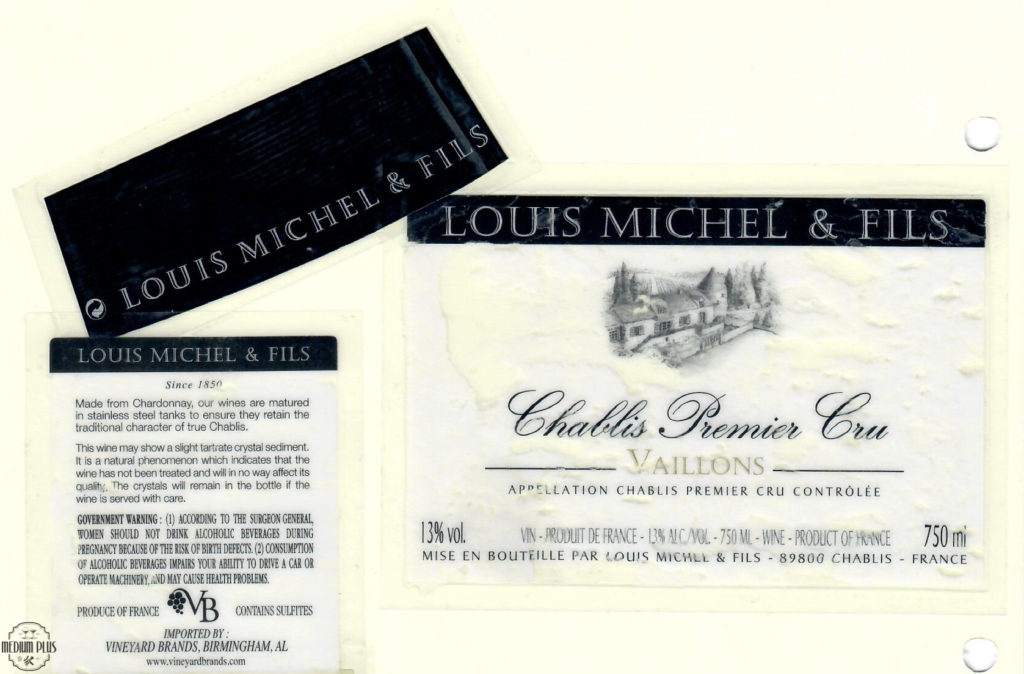 LOUIS MICHEL & FILS
LOUIS MICHEL & FILS
Chablis Premier Cru
VAILLONS
APPELLATION CHABLIS PREMIER CRU CONTRÔLÉE
13% vol.
VIN - PRODUIT DE FRANCE - 13% ALC./VOL. - 750 ML - WINE - PRODUCT OF FRANCE
750 ml
MISE EN BOUTEILLE PAR LOUIS MICHEL & FILS - 89800 CHABLIS - FRANCE
LOUIS MICHEL & FILS
Since 1850
Made from Chardonnay, our wines are matured
in stainless steel tanks to ensure they retain the
traditional character of true Chablis.
This wine may show a slight tartrate crystal sediment.
It is a natural phenomenon which indicates that the
wine has not been treated and will in no way affect its
quality. The crystals will remain in the bottle if the
wine is served with care.
GOVERNMENT WARNING : (1) ACCORDING TO THE SURGEON GENERAL,
WOMEN SHOULD NOT DRINK ALCOHOLIC BEVERAGES DURING
PREGNANCY BECAUSE OF THE RISK OF BIRTH DEFECTS. (2) CONSUMPTION
OF ALCOHOLIC BEVERAGES IMPAIRS YOUR ABILITY TO DRIVE A CAR OR
OPERATE MACHINERY, AND MAY CAUSE HEALTH PROBLEMS.
PRODUCE OF FRANCE VB CONTAINS SULFITES
IMPORTED BY :
VINEYARD BRANDS, BIRMINGHAM, AL
www.vineyardbrands.com
MEDIUM PLUS